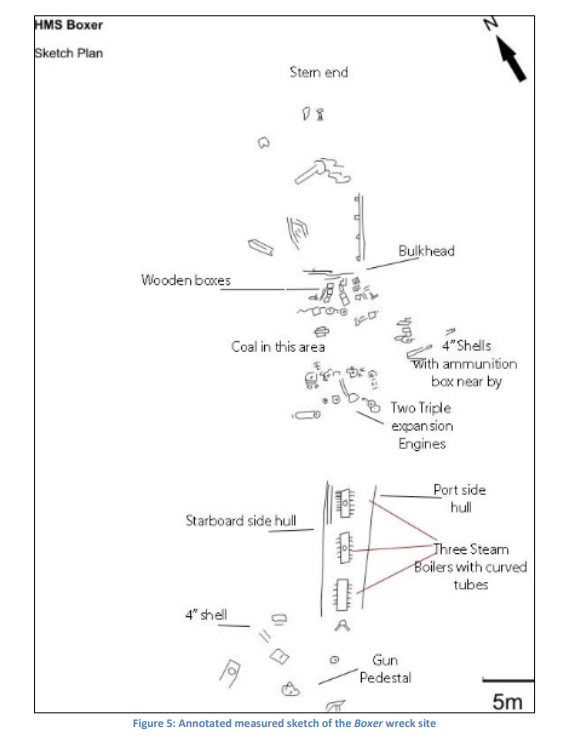 HMS Boxer
N
Sketch Plan
Stern end
Bulkhead
Wooden boxes
Coal in this area
4" Shells
with ammunition
box near by
Two Triple
expansion
Engines
Port side
hull
Starboard side hull
Three Steam
Boilers with curved
tubes
4" shell
Gun
Pedestal
5m
Figure 5: Annotated measured sketch of the Boxer wreck site